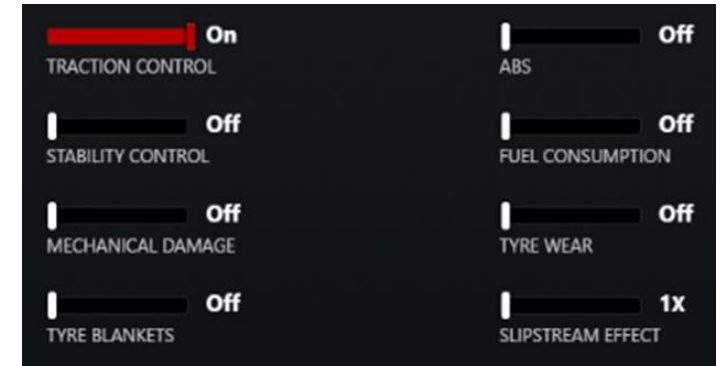 On Off
TRACTION CONTROL ABS
Off Off
STABILITY CONTROL FUEL CONSUMPTION
Off Off
MECHANICAL DAMAGE TYRE WEAR
Off 1X
TYRE BLANKETS SLIPSTREAM EFFECT